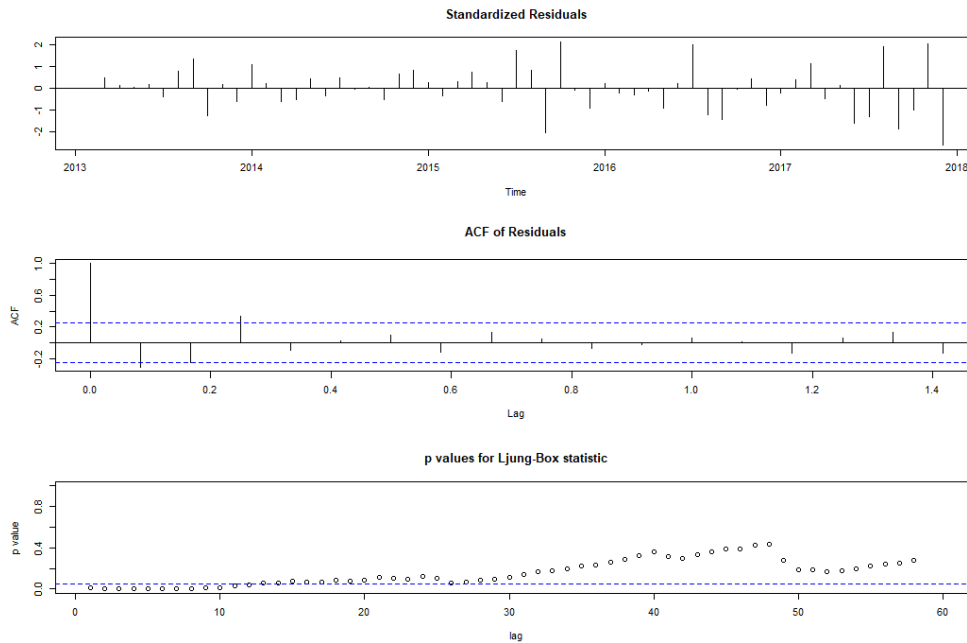 Standardized Residuals
2
1
0
-1
-2
2013 2014 2015 2016 2017 2018
Time
ACF of Residuals
ACF
1.0
0.6
0.2
-0.2
0.0 0.2 0.4 0.6 0.8 1.0 1.2 1.4
Lag
p values for Ljung-Box statistic
p value
0.8
0.4
0.0
0 10 20 30 40 50 60
lag